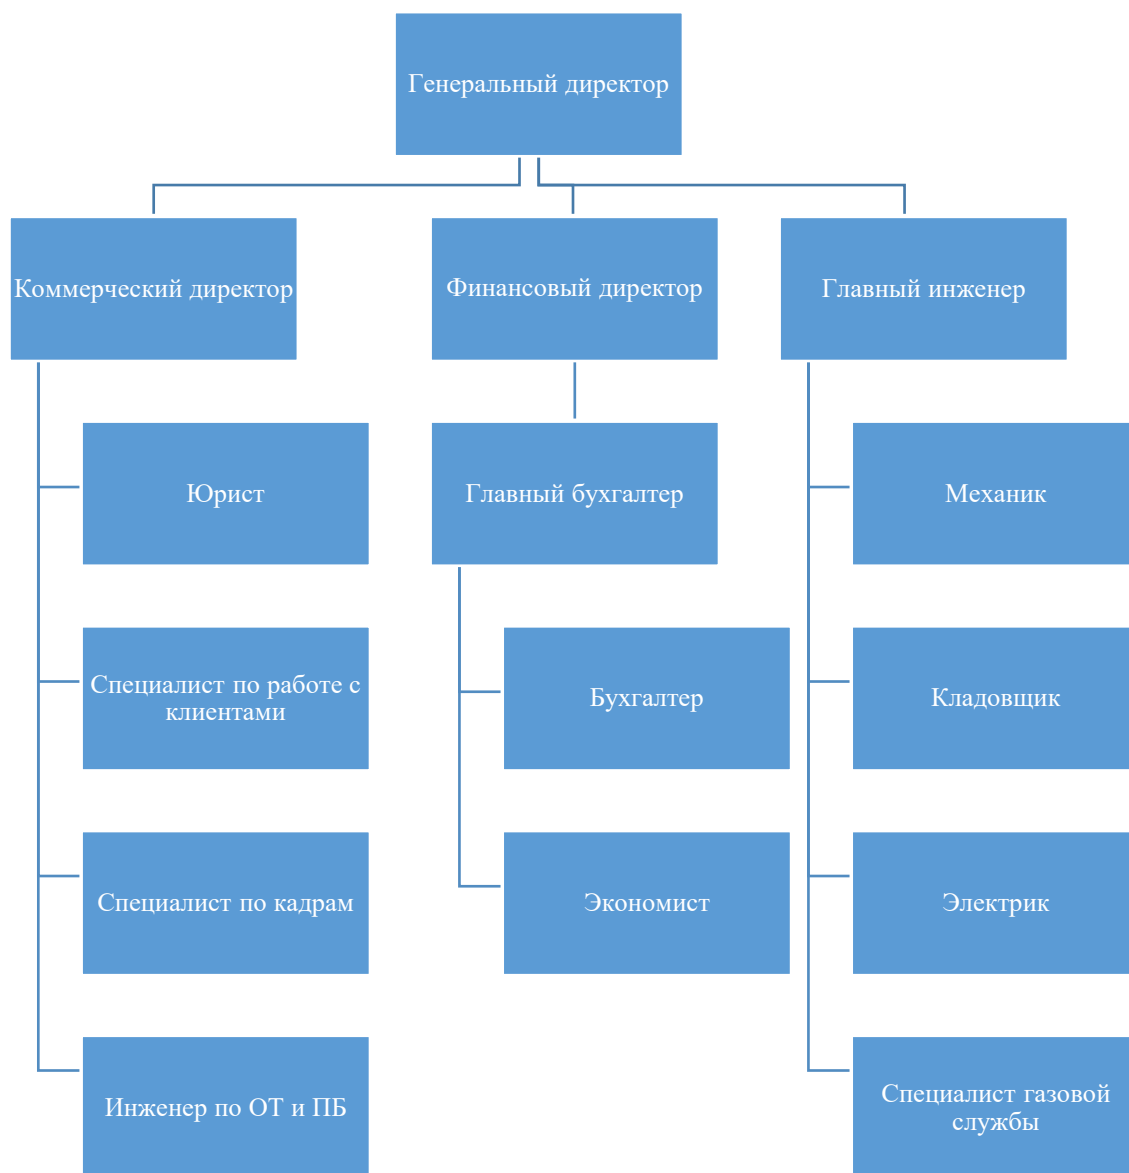 Генеральный директор
Коммерческий директор
Финансовый директор
Главный инженер
Юрист
Главный бухгалтер
Механик
Специалист по работе с
клиентами
Бухгалтер
Кладовщик
Специалист по кадрам
Экономист
Электрик
Инженер по ОТ и ПБ
Специалист газовой
службы